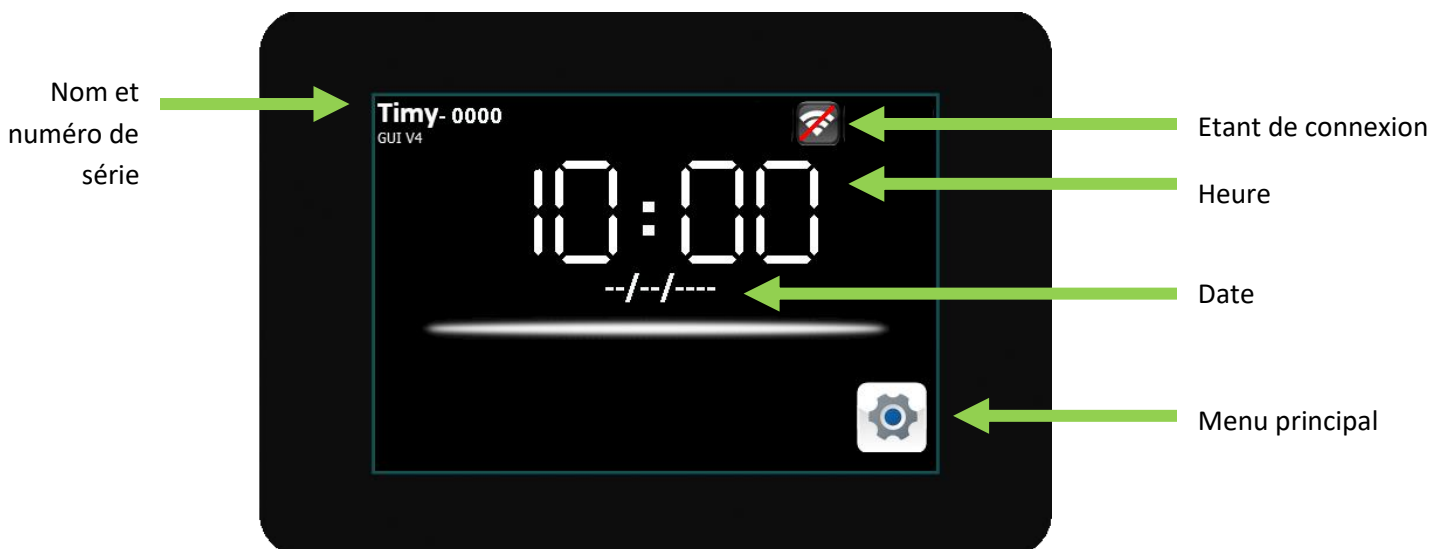 Nom et
numéro de
série
Timy- 0000
GUI V4
10:00
--/--/----
Etant de connexion
Heure
Date
Menu principal